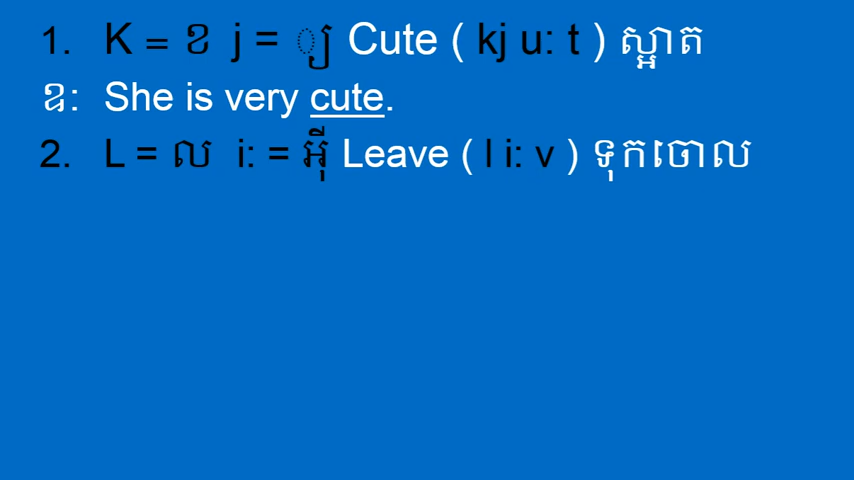 1. K = ខ j = ្យ Cute ( kj u: t ) ស្អាត
ឧ: She is very cute.
2. L = ល i: = អ៊ី Leave ( l i: v ) ទុកចោល